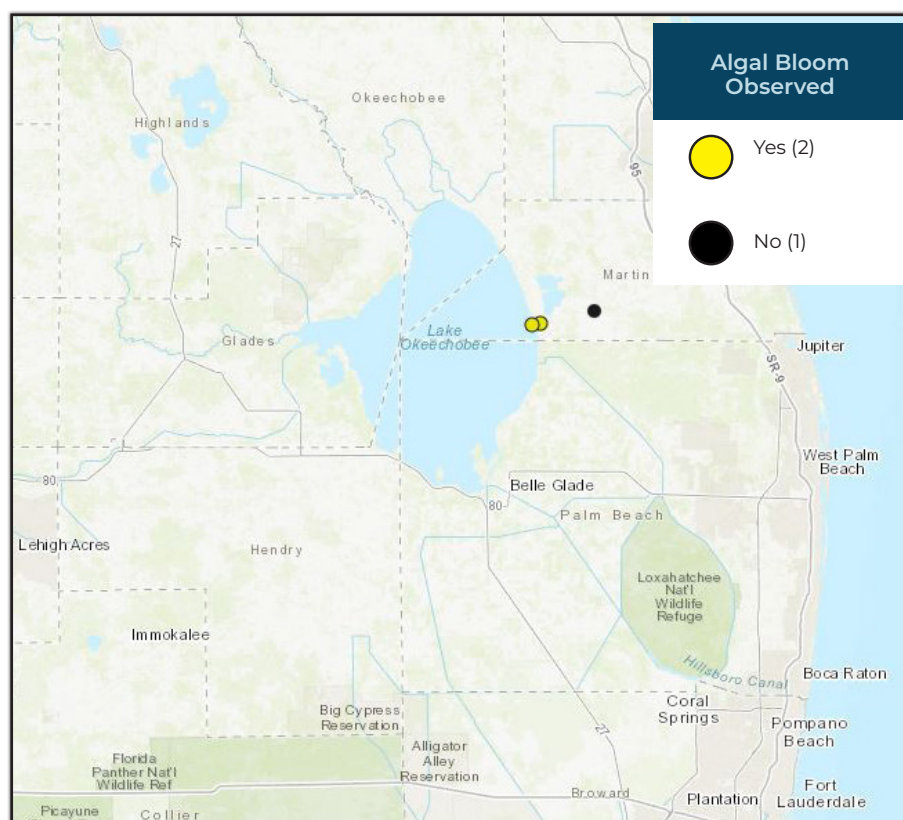 Algal Bloom
Observed
Yes (2)
No (1)
Okeechobee
Highlands
95
27
Martin
Lake
Okeechobee
Glades
Jupiter
SR-9
West Palm
Beach
80
Belle Glade
80
Palm Beach
Lehigh Acres
Hendry
Loxahatchee
Nat'l
Wildlife
Refuge
Immokalee
Hillsboro Canal
Boca Raton
Coral
Springs
Big Cypress
Reservation
Pompano
Beach
27
Alligator
Alley
Reservation
Florida
Panther Nat'l
Wildlife Ref
Broward
Plantation
Fort
Lauderdale
Picayune
Collier